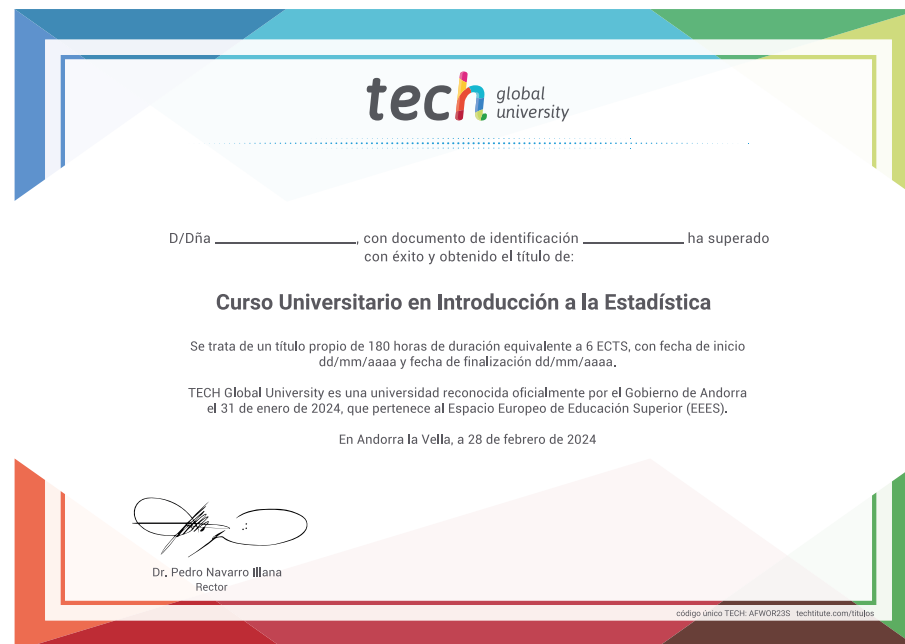 tech global university
D/Dña ____________________, con documento de identificación ______________ ha superado
con éxito y obtenido el título de:
Curso Universitario en Introducción a la Estadística
Se trata de un título propio de 180 horas de duración equivalente a 6 ECTS, con fecha de inicio
dd/mm/aaaa y fecha de finalización dd/mm/aaaa.
TECH Global University es una universidad reconocida oficialmente por el Gobierno de Andorra
el 31 de enero de 2024, que pertenece al Espacio Europeo de Educación Superior (EEES).
En Andorra la Vella, a 28 de febrero de 2024
Dr. Pedro Navarro Illana
Rector
código único TECH: AFWOR23S techtitute.com/titulos